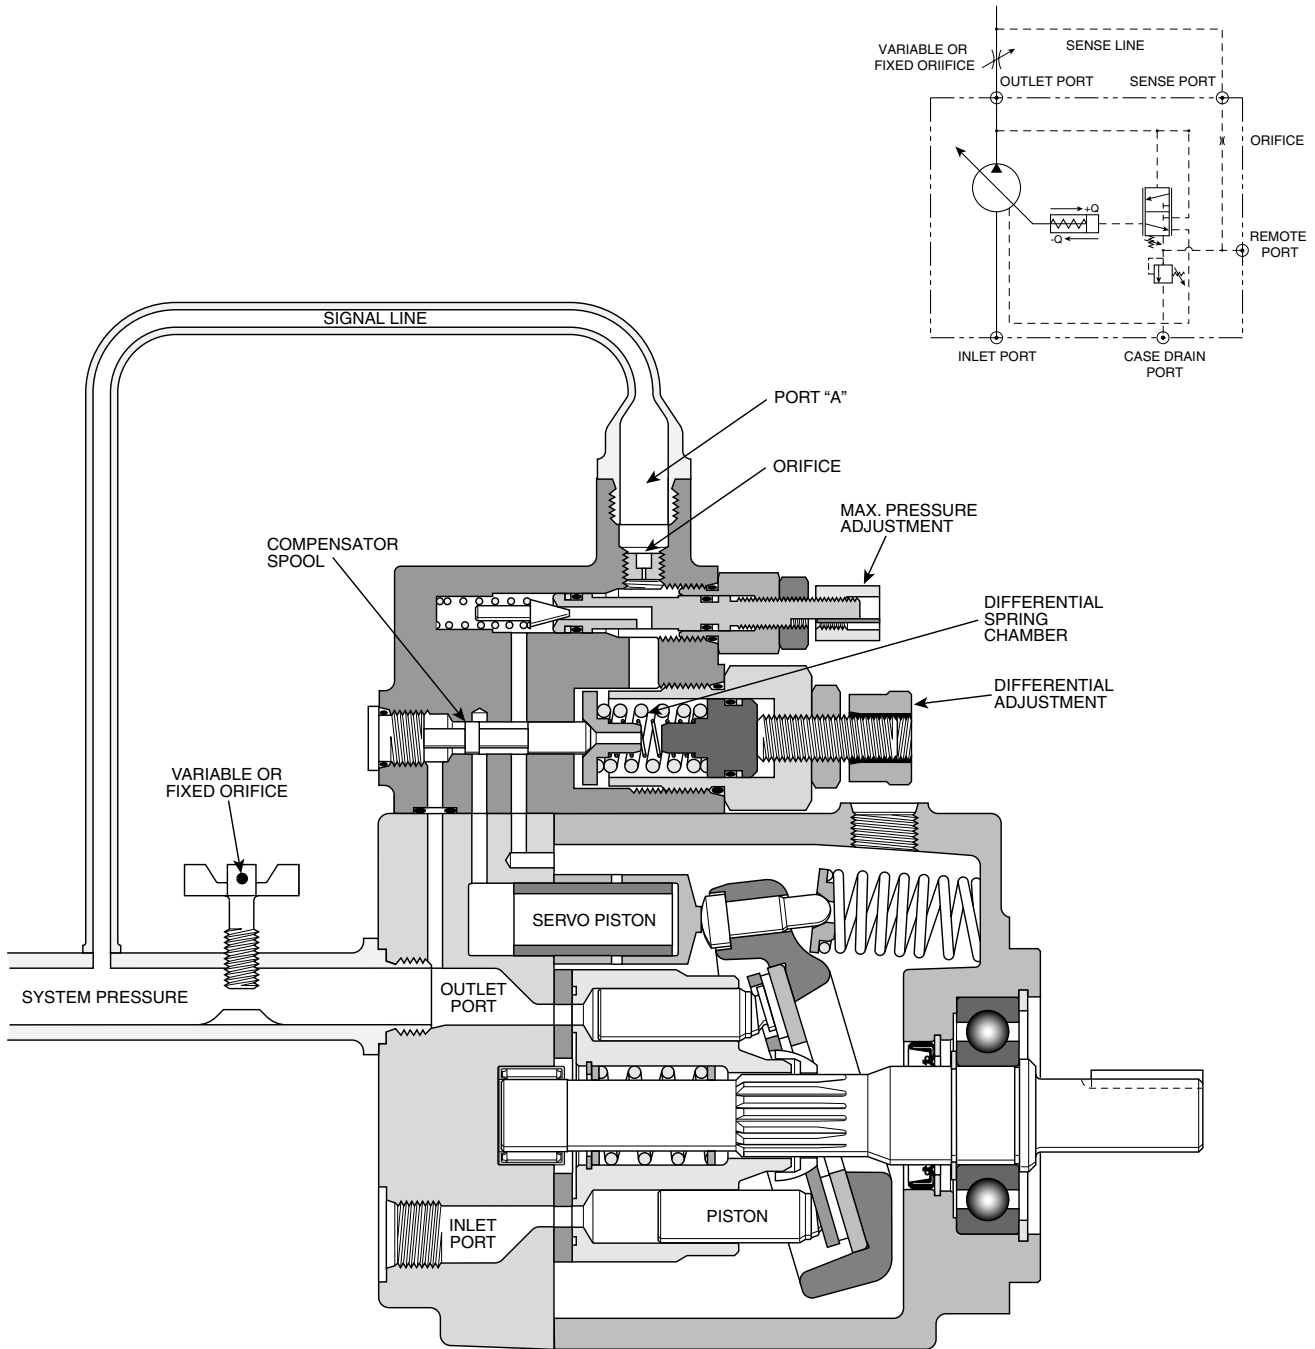 VARIABLE OR
FIXED ORIIFICE
SENSE LINE
OUTLET PORT
SENSE PORT
ORIFICE
+Q
-Q
REMOTE
PORT
INLET PORT
CASE DRAIN
PORT
SIGNAL LINE
PORT “A”
ORIFICE
MAX. PRESSURE
ADJUSTMENT
COMPENSATOR
SPOOL
DIFFERENTIAL
SPRING
CHAMBER
DIFFERENTIAL
ADJUSTMENT
VARIABLE OR
FIXED ORIFICE
SERVO PISTON
SYSTEM PRESSURE
OUTLET
PORT
PISTON
INLET
PORT